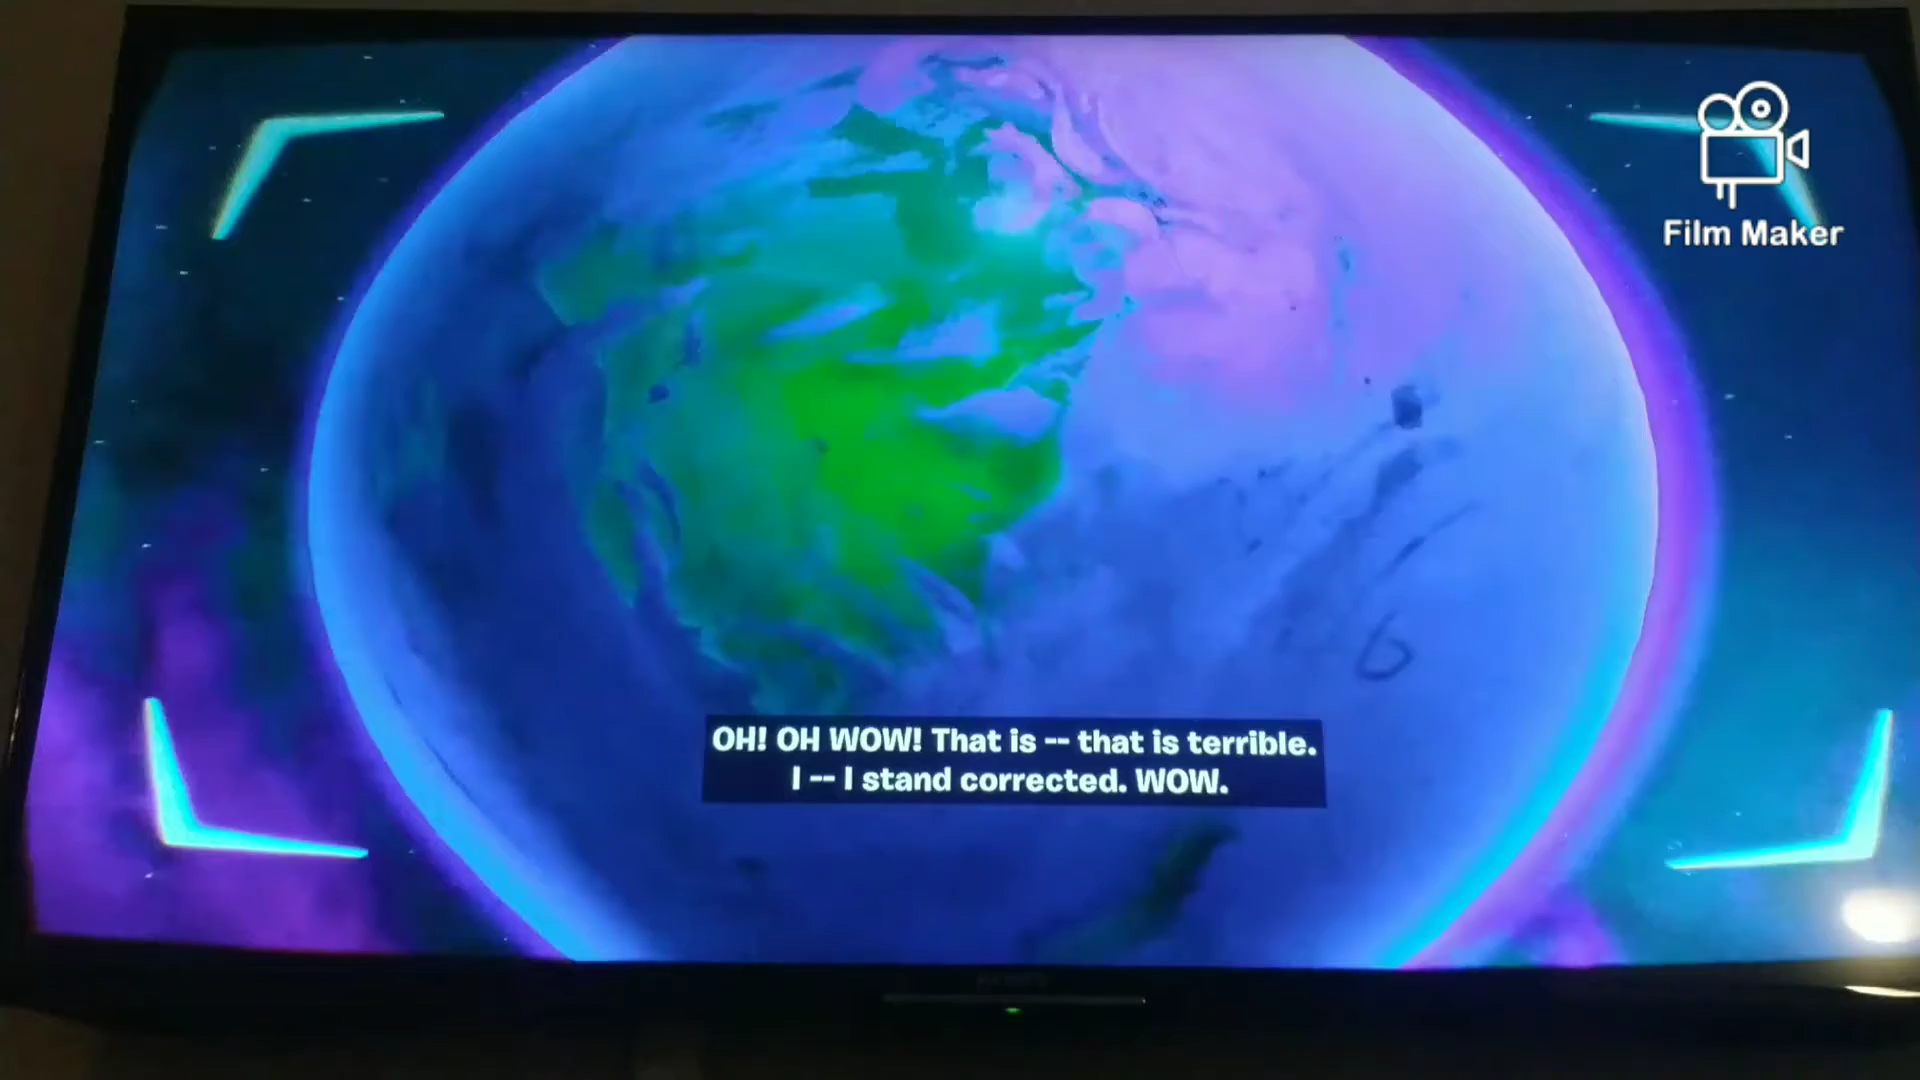 Film Maker
OH! OH WOW! That is -- that is terrible.
I -- I stand corrected. WOW.